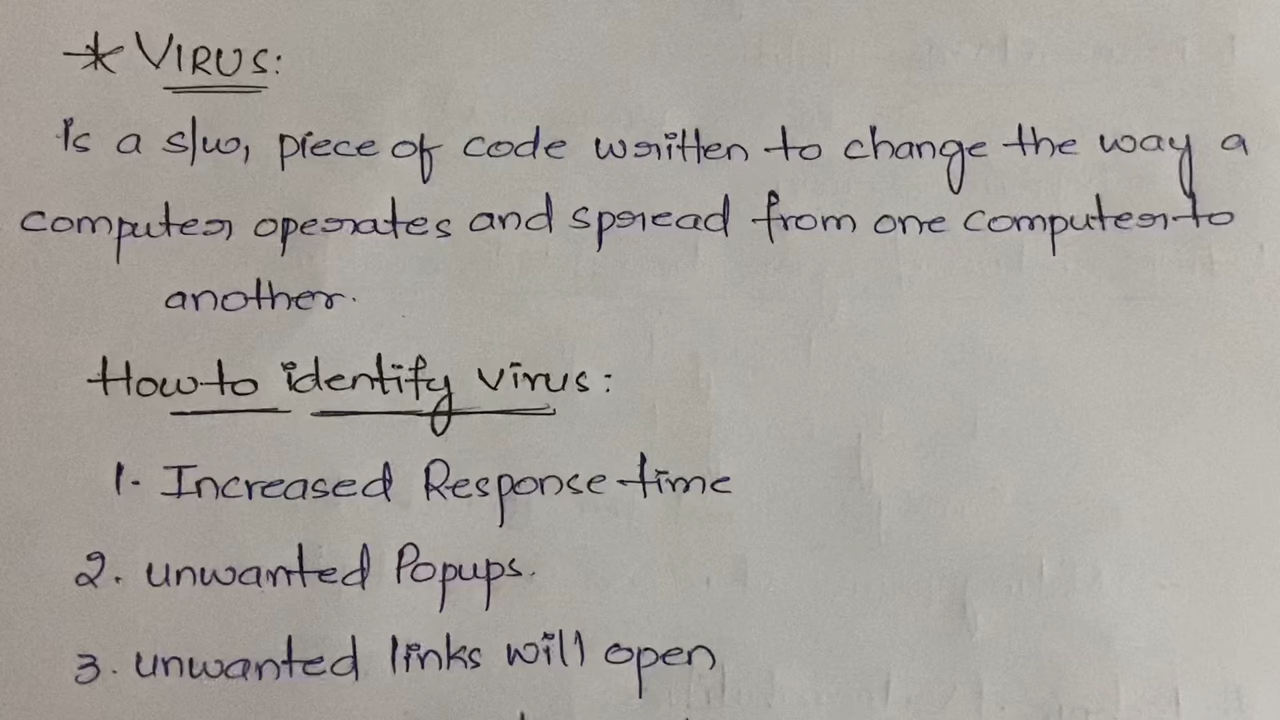 * VIRUS:
Is a s/w, piece of code written to change the way a
computer operates and spread from one computer to
another.
How to identify virus:
1. Increased Response time
2. unwanted Popups.
3. unwanted links will open